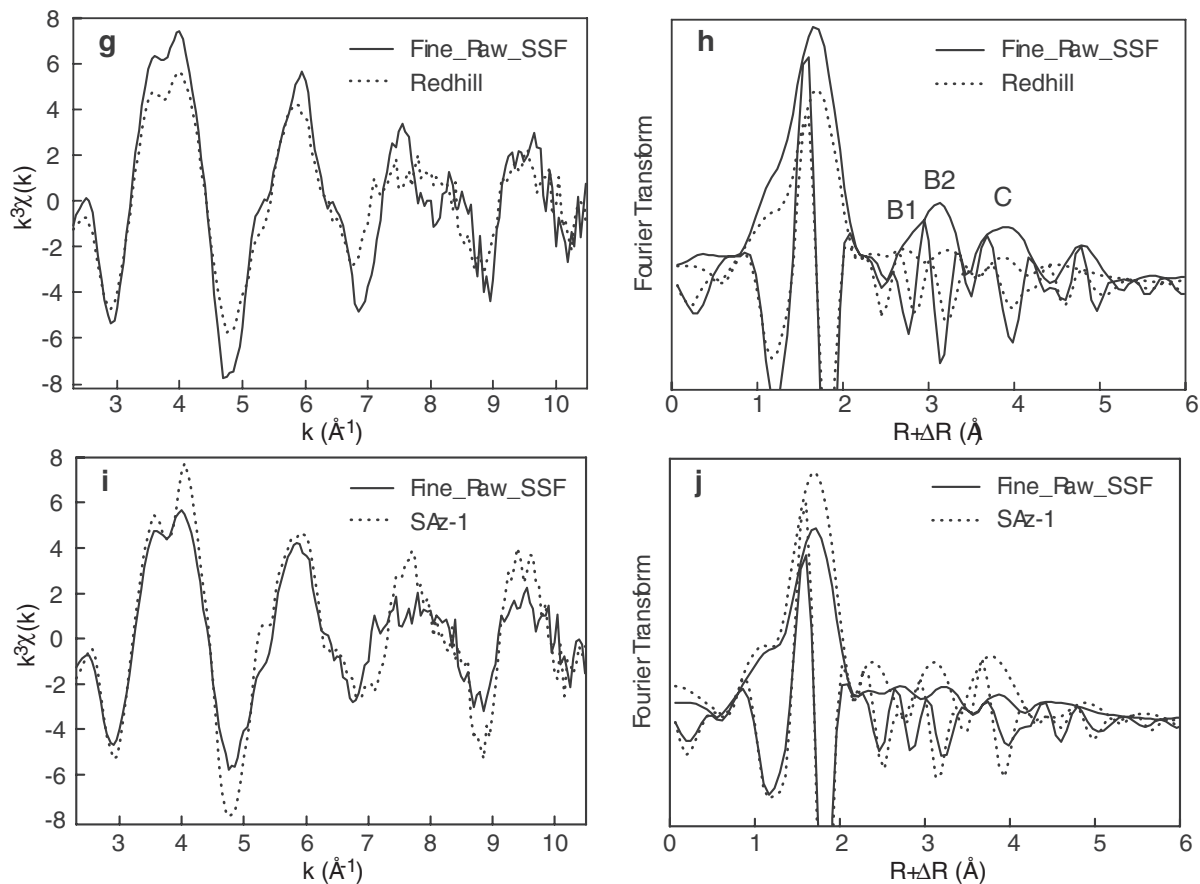 g
Fine_Raw_SSF
Redhill
8
6
4
2
0
-2
-4
-6
-8
k³χ(k)
3 4 5 6 7 8 9 10
k (Å⁻¹)
h
Fine_Raw_SSF
Redhill
B1
B2
C
Fourier Transform
0 1 2 3 4 5 6
R+ΔR (Å)
i
Fine_Raw_SSF
SAz-1
8
6
4
2
0
-2
-4
-6
-8
k³χ(k)
3 4 5 6 7 8 9 10
k (Å⁻¹)
j
Fine_Raw_SSF
SAz-1
Fourier Transform
0 1 2 3 4 5 6
R+ΔR (Å)